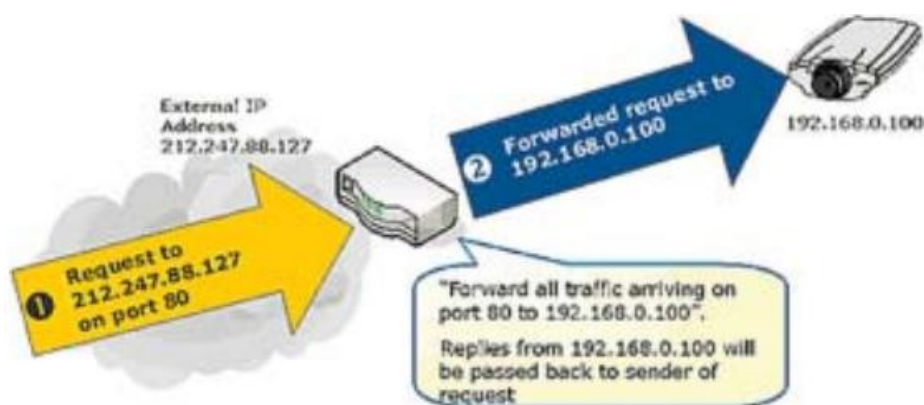 External IP
Address
212.247.88.127
1 Request to
212.247.88.127
on port 80
2 Forwarded request to
192.168.0.100
192.168.0.100
"Forward all traffic arriving on
port 80 to 192.168.0.100".
Replies from 192.168.0.100 will
be passed back to sender of
request